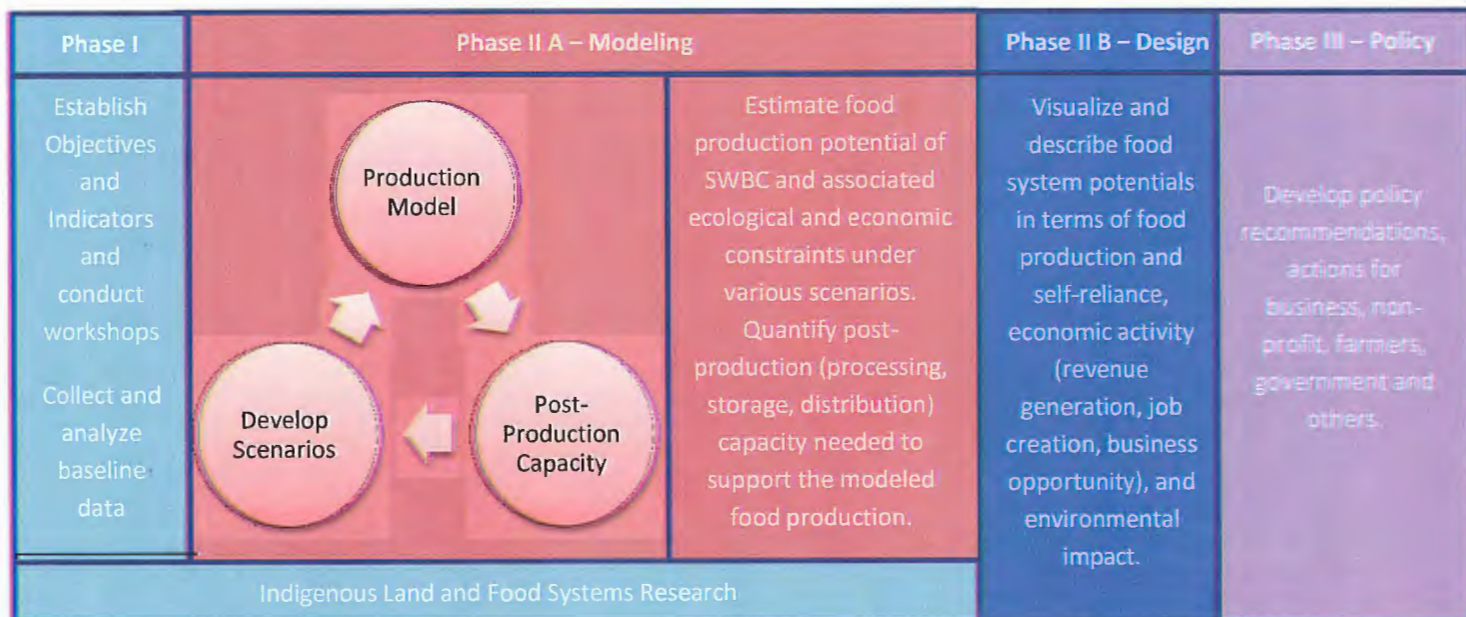 Phase I
Phase II A – Modeling
Phase II B – Design
Phase III – Policy
Establish
Objectives
and
Indicators
and
conduct
workshops
Collect and
analyze
baseline
data
Production
Model
Develop
Scenarios
Post-
Production
Capacity
Estimate food
production potential of
SWBC and associated
ecological and economic
constraints under
various scenarios.
Quantify post-
production (processing,
storage, distribution)
capacity needed to
support the modeled
food production.
Visualize and
describe food
system potentials
in terms of food
production and
self-reliance,
economic activity
(revenue
generation, job
creation, business
opportunity), and
environmental
impact.
Develop policy
recommendations,
actions for
business, non-
profit, farmers,
government and
others.
Indigenous Land and Food Systems Research